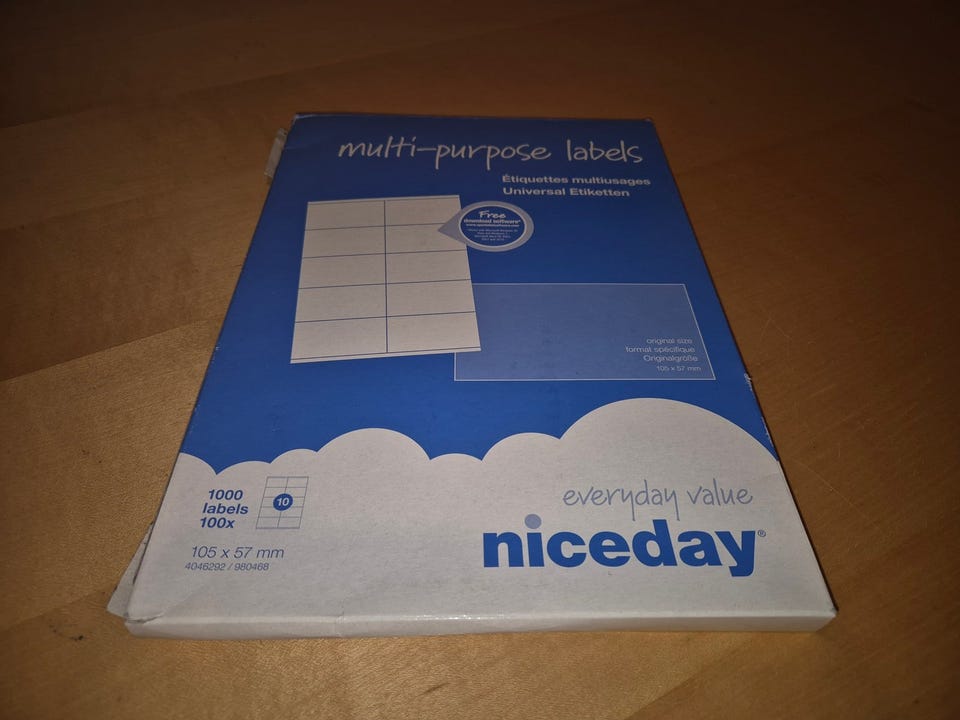 multi-purpose labels
Étiquettes multiusages
Universal Etiketten
Free
download software*
original size
format spécifique
Originalgröße
105 x 57 mm
1000
labels
100x
10
105 x 57 mm
4046292 / 980468
everyday value
niceday®